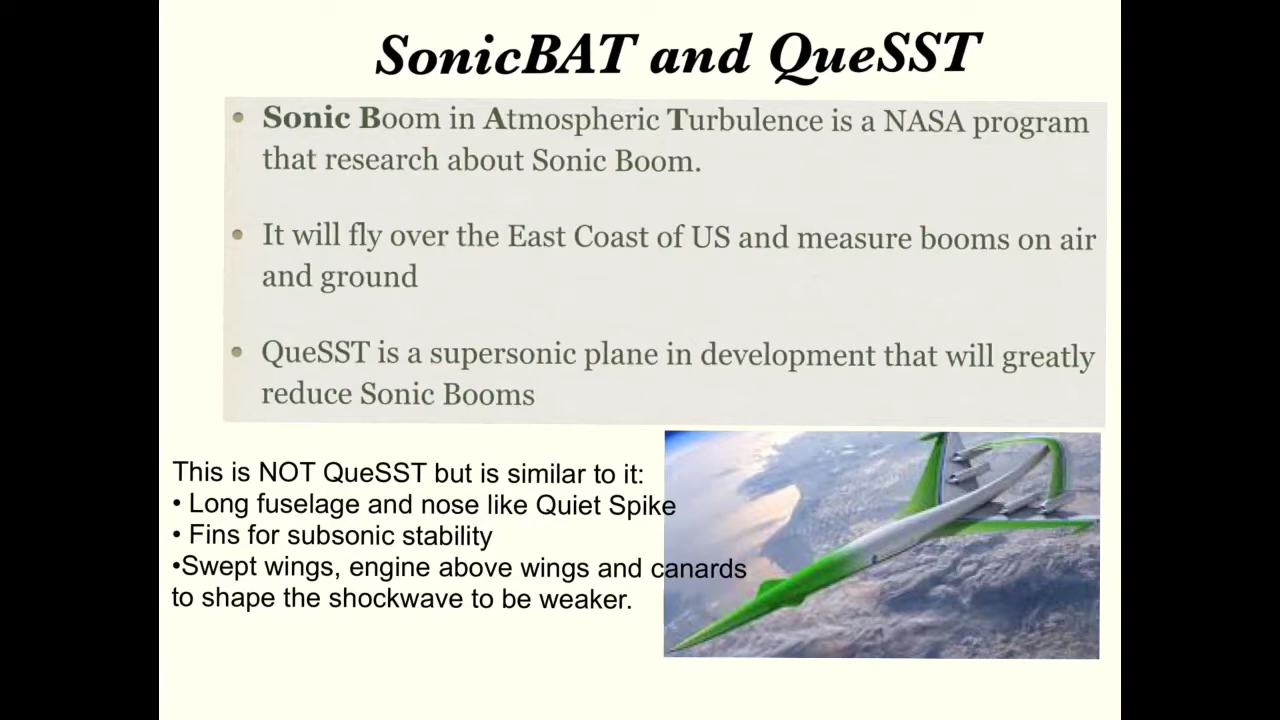 SonicBAT and QueSST
• Sonic Boom in Atmospheric Turbulence is a NASA program
that research about Sonic Boom.
• It will fly over the East Coast of US and measure booms on air
and ground
• QueSST is a supersonic plane in development that will greatly
reduce Sonic Booms
This is NOT QueSST but is similar to it:
• Long fuselage and nose like Quiet Spike
• Fins for subsonic stability
•Swept wings, engine above wings and canards
to shape the shockwave to be weaker.